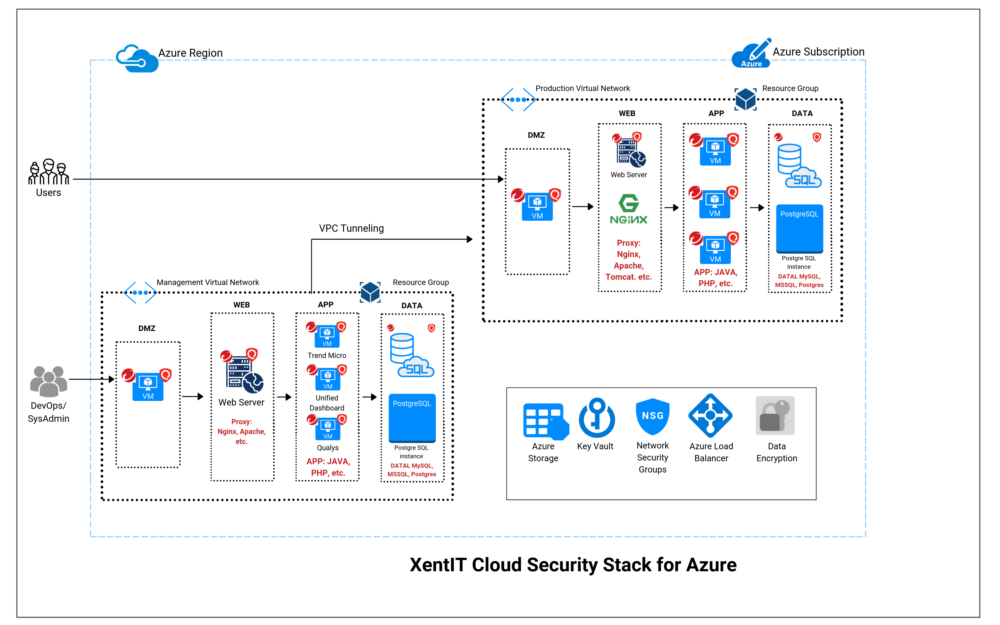 Azure Region
Azure Subscription
Azure
Production Virtual Network
Resource Group
WEB
APP
DATA
DMZ
Web Server
VM
VM
VM
VM
SQL
NGINX
PostgreSQL
Proxy:
Nginx,
Apache,
Tomcat. etc.
APP: JAVA,
PHP, etc.
Postgre SQL
instance
DATAL MySQL,
MSSQL, Postgres
Users
VPC Tunneling
Management Virtual Network
Resource Group
WEB
APP
DATA
DMZ
VM
Web Server
Proxy:
Nginx, Apache,
etc.
VM
Trend Micro
VM
Unified
Dashboard
VM
Qualys
APP: JAVA,
PHP, etc.
SQL
PostgreSQL
Postgre SQL
instance
DATAL MySQL,
MSSQL, Postgres
DevOps/
SysAdmin
Azure
Storage
Key Vault
NSG
Network
Security
Groups
Azure Load
Balancer
Data
Encryption
XentIT Cloud Security Stack for Azure